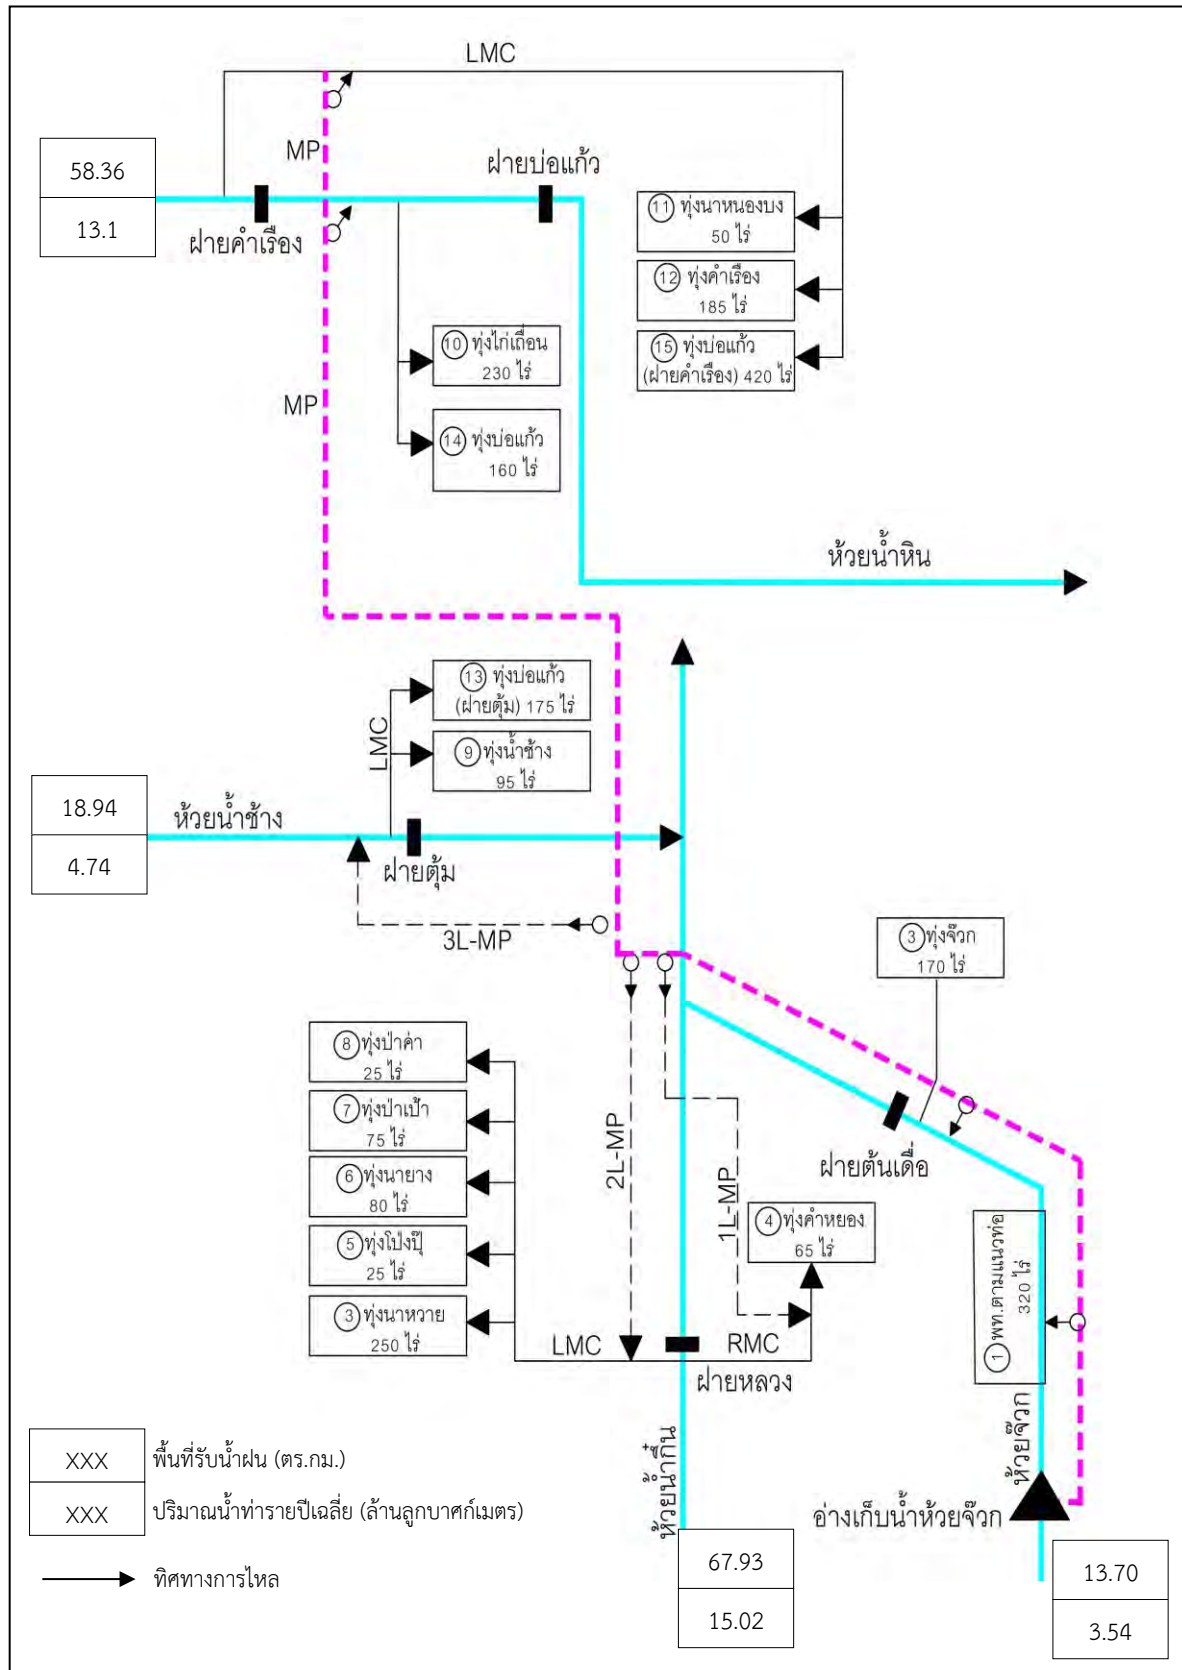 LMC
MP
58.36
13.1
ฝายคำเรือง
ฝายบ่อแก้ว
11 ทุ่งนาหนองบง
50 ไร่
12 ทุ่งคำเรือง
185 ไร่
15 ทุ่งบ่อแก้ว
(ฝายคำเรือง) 420 ไร่
10 ทุ่งไก่เถื่อน
230 ไร่
MP
14 ทุ่งบ่อแก้ว
160 ไร่
ห้วยน้ำหิน
13 ทุ่งบ่อแก้ว
(ฝายตุ้ม) 175 ไร่
LMC
9 ทุ่งน้ำช้าง
95 ไร่
18.94
4.74
ห้วยน้ำช้าง
ฝายตุ้ม
3L-MP
3 ทุ่งจ๊วก
170 ไร่
8 ทุ่งป่าค่า
25 ไร่
7 ทุ่งป่าเป้า
75 ไร่
6 ทุ่งนายาง
80 ไร่
5 ทุ่งโป่งปุ๊
25 ไร่
3 ทุ่งนาหวาย
250 ไร่
2L-MP
1L-MP
ฝายต้นเดื่อ
4 ทุ่งคำหยอง
65 ไร่
1 พท.ตามแนวท่อ
320 ไร่
LMC
RMC
ฝายหลวง
ห้วยน้ำกึ๋น
ห้วยจ๊วก
อ่างเก็บน้ำห้วยจ๊วก
XXX
พื้นที่รับน้ำฝน (ตร.กม.)
XXX
ปริมาณน้ำท่ารายปีเฉลี่ย (ล้านลูกบาศก์เมตร)
ทิศทางการไหล
67.93
15.02
13.70
3.54